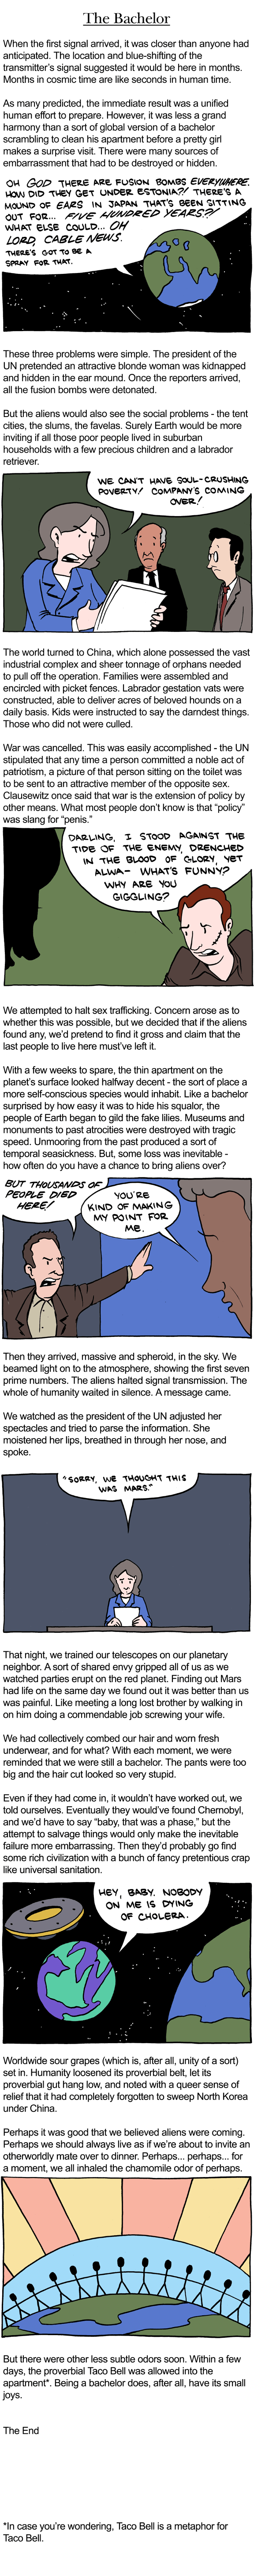 The Bachelor
When the first signal arrived, it was closer than anyone had
anticipated. The location and blue-shifting of the
transmitter's signal suggested it would be here in months.
Months in cosmic time are like seconds in human time.
As many predicted, the immediate result was a unified
human effort to prepare. However, it was less a grand
harmony than a sort of global version of a bachelor
scrambling to clean his apartment before a pretty girl
makes a surprise visit. There were many sources of
embarrassment that had to be destroyed or hidden.
OH GOD THERE ARE FUSION BOMBS EVERYWHERE.
HOW DID THEY GET UNDER ESTONIA?! THERE'S A
MOUND OF EARS IN JAPAN THAT'S BEEN SITTING
OUT FOR... FIVE HUNDRED YEARS?!
WHAT ELSE COULD... OH
LORD, CABLE NEWS.
THERE'S GOT TO BE A
SPRAY FOR THAT.
These three problems were simple. The president of the
UN pretended an attractive blonde woman was kidnapped
and hidden in the ear mound. Once the reporters arrived,
all the fusion bombs were detonated.
But the aliens would also see the social problems - the tent
cities, the slums, the favelas. Surely Earth would be more
inviting if all those poor people lived in suburban
households with a few precious children and a labrador
retriever.
WE CAN'T HAVE SOUL-CRUSHING
POVERTY! COMPANY'S COMING
OVER!
The world turned to China, which alone possessed the vast
industrial complex and sheer tonnage of orphans needed
to pull off the operation. Families were assembled and
encircled with picket fences. Labrador gestation vats were
constructed, able to deliver acres of beloved hounds on a
daily basis. Kids were instructed to say the darndest things.
Those who did not were culled.
War was cancelled. This was easily accomplished - the UN
stipulated that any time a person committed a noble act of
patriotism, a picture of that person sitting on the toilet was
to be sent to an attractive member of the opposite sex.
Clausewitz once said that war is the extension of policy by
other means. What most people don't know is that "policy"
was slang for "penis."
DARLING, I STOOD AGAINST THE
TIDE OF THE ENEMY, DRENCHED
IN THE BLOOD OF GLORY, YET
ALWA- WHAT'S FUNNY?
WHY ARE YOU
GIGGLING?
We attempted to halt sex trafficking. Concern arose as to
whether this was possible, but we decided that if the aliens
found any, we'd pretend to find it gross and claim that the
last people to live here must've left it.
With a few weeks to spare, the thin apartment on the
planet's surface looked halfway decent - the sort of place a
more self-conscious species would inhabit. Like a bachelor
surprised by how easy it was to hide his squalor, the
people of Earth began to gild the fake lilies. Museums and
monuments to past atrocities were destroyed with tragic
speed. Unmooring from the past produced a sort of
temporal seasickness. But, some loss was inevitable -
how often do you have a chance to bring aliens over?
BUT THOUSANDS OF
PEOPLE DIED
HERE!
YOU'RE
KIND OF MAKING
MY POINT FOR
ME.
Then they arrived, massive and spheroid, in the sky. We
beamed light on to the atmosphere, showing the first seven
prime numbers. The aliens halted signal transmission. The
whole of humanity waited in silence. A message came.
We watched as the president of the UN adjusted her
spectacles and tried to parse the information. She
moistened her lips, breathed in through her nose, and
spoke.
"SORRY, WE THOUGHT THIS
WAS MARS."
That night, we trained our telescopes on our planetary
neighbor. A sort of shared envy gripped all of us as we
watched parties erupt on the red planet. Finding out Mars
had life on the same day we found out it was better than us
was painful. Like meeting a long lost brother by walking in
on him doing a commendable job screwing your wife.
We had collectively combed our hair and worn fresh
underwear, and for what? With each moment, we were
reminded that we were still a bachelor. The pants were too
big and the hair cut looked so very stupid.
Even if they had come in, it wouldn't have worked out, we
told ourselves. Eventually they would've found Chernobyl,
and we'd have to say "baby, that was a phase," but the
attempt to salvage things would only make the inevitable
failure more embarrassing. Then they'd probably go find
some rich civilization with a bunch of fancy pretentious crap
like universal sanitation.
HEY, BABY. NOBODY
ON ME IS DYING
OF CHOLERA.
Worldwide sour grapes (which is, after all, unity of a sort)
set in. Humanity loosened its proverbial belt, let its
proverbial gut hang low, and noted with a queer sense of
relief that it had completely forgotten to sweep North Korea
under China.
Perhaps it was good that we believed aliens were coming.
Perhaps we should always live as if we're about to invite an
otherworldly mate over to dinner. Perhaps... perhaps... for
a moment, we all inhaled the chamomile odor of perhaps.
But there were other less subtle odors soon. Within a few
days, the proverbial Taco Bell was allowed into the
apartment*. Being a bachelor does, after all, have its small
joys.
The End
*In case you're wondering, Taco Bell is a metaphor for
Taco Bell.